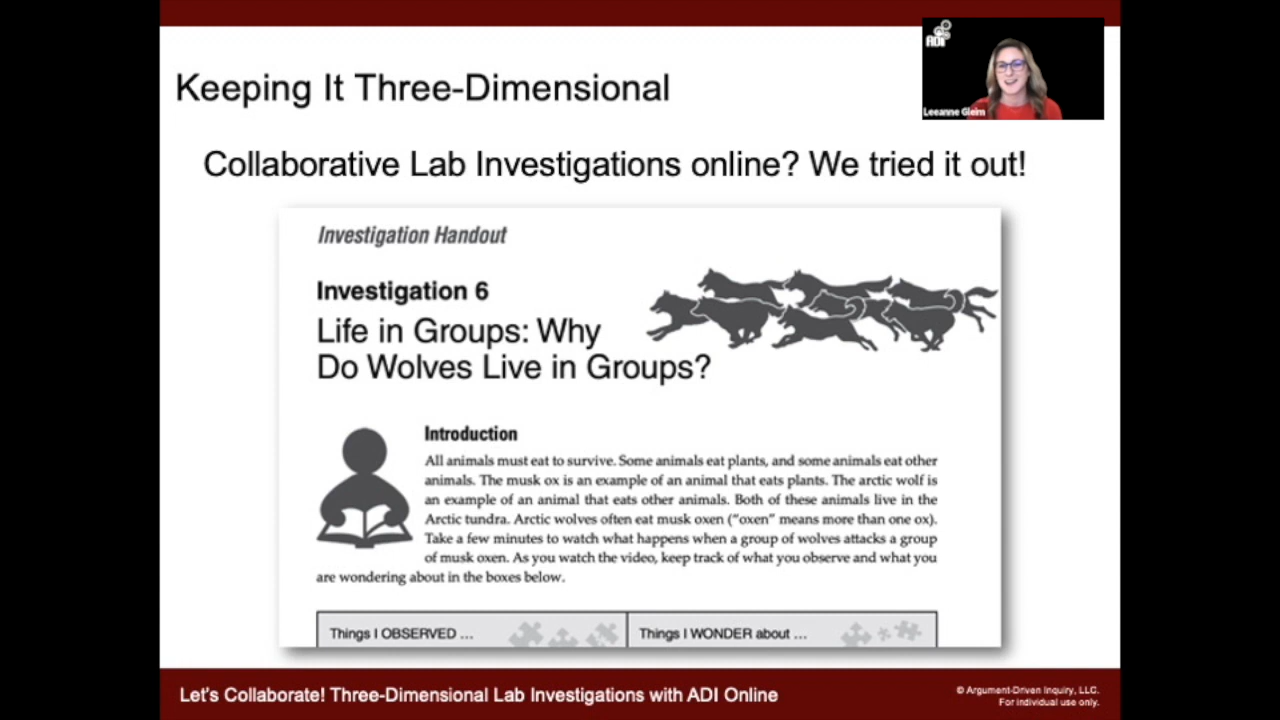 Keeping It Three-Dimensional
ADI
Leeanne Gleim
Collaborative Lab Investigations online? We tried it out!
Investigation Handout
Investigation 6
Life in Groups: Why
Do Wolves Live in Groups?
Introduction
All animals must eat to survive. Some animals eat plants, and some animals eat other
animals. The musk ox is an example of an animal that eats plants. The arctic wolf is
an example of an animal that eats other animals. Both of these animals live in the
Arctic tundra. Arctic wolves often eat musk oxen (“oxen” means more than one ox).
Take a few minutes to watch what happens when a group of wolves attacks a group
of musk oxen. As you watch the video, keep track of what you observe and what you
are wondering about in the boxes below.
Things I OBSERVED …
Things I WONDER about …
Let's Collaborate! Three-Dimensional Lab Investigations with ADI Online
© Argument-Driven Inquiry, LLC.
For individual use only.